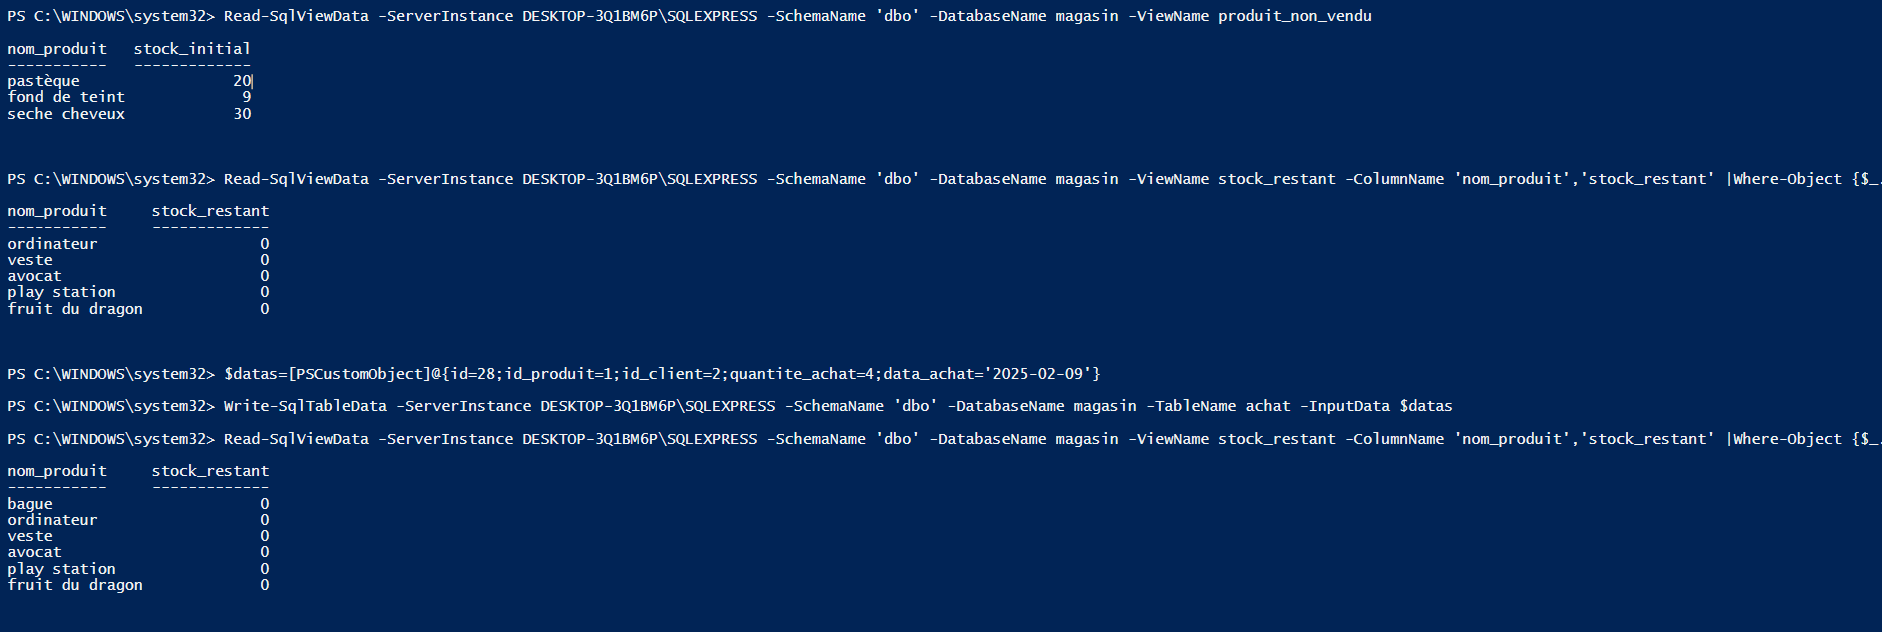 PS C:\WINDOWS\system32> Read-SqlViewData -ServerInstance DESKTOP-3Q1BM6P\SQLEXPRESS -SchemaName 'dbo' -DatabaseName magasin -ViewName produit_non_vendu
nom_produit stock_initial
----------- -------------
pastèque 20
fond de teint 9
seche cheveux 30
PS C:\WINDOWS\system32> Read-SqlViewData -ServerInstance DESKTOP-3Q1BM6P\SQLEXPRESS -SchemaName 'dbo' -DatabaseName magasin -ViewName stock_restant -ColumnName 'nom_produit','stock_restant' |Where-Object {$_.
nom_produit stock_restant
----------- -------------
ordinateur 0
veste 0
avocat 0
play station 0
fruit du dragon 0
PS C:\WINDOWS\system32> $datas=[PSCustomObject]@{id=28;id_produit=1;id_client=2;quantite_achat=4;data_achat='2025-02-09'}
PS C:\WINDOWS\system32> Write-SqlTableData -ServerInstance DESKTOP-3Q1BM6P\SQLEXPRESS -SchemaName 'dbo' -DatabaseName magasin -TableName achat -InputData $datas
PS C:\WINDOWS\system32> Read-SqlViewData -ServerInstance DESKTOP-3Q1BM6P\SQLEXPRESS -SchemaName 'dbo' -DatabaseName magasin -ViewName stock_restant -ColumnName 'nom_produit','stock_restant' |Where-Object {$_.
nom_produit stock_restant
----------- -------------
bague 0
ordinateur 0
veste 0
avocat 0
play station 0
fruit du dragon 0